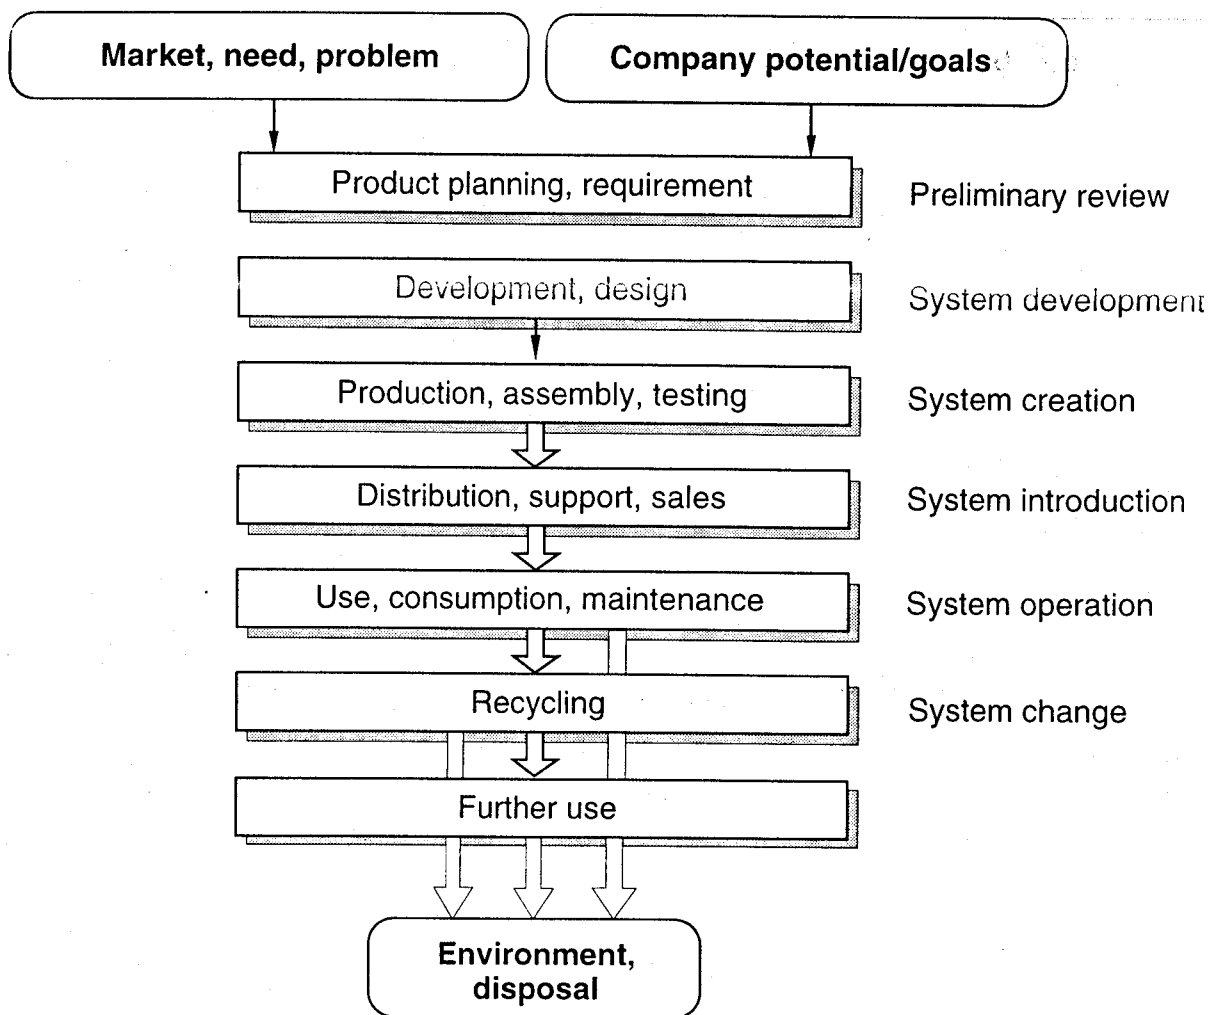 Market, need, problem
Company potential/goals
Product planning, requirement
Preliminary review
Development, design
System development
Production, assembly, testing
System creation
Distribution, support, sales
System introduction
Use, consumption, maintenance
System operation
Recycling
System change
Further use
Environment,
disposal